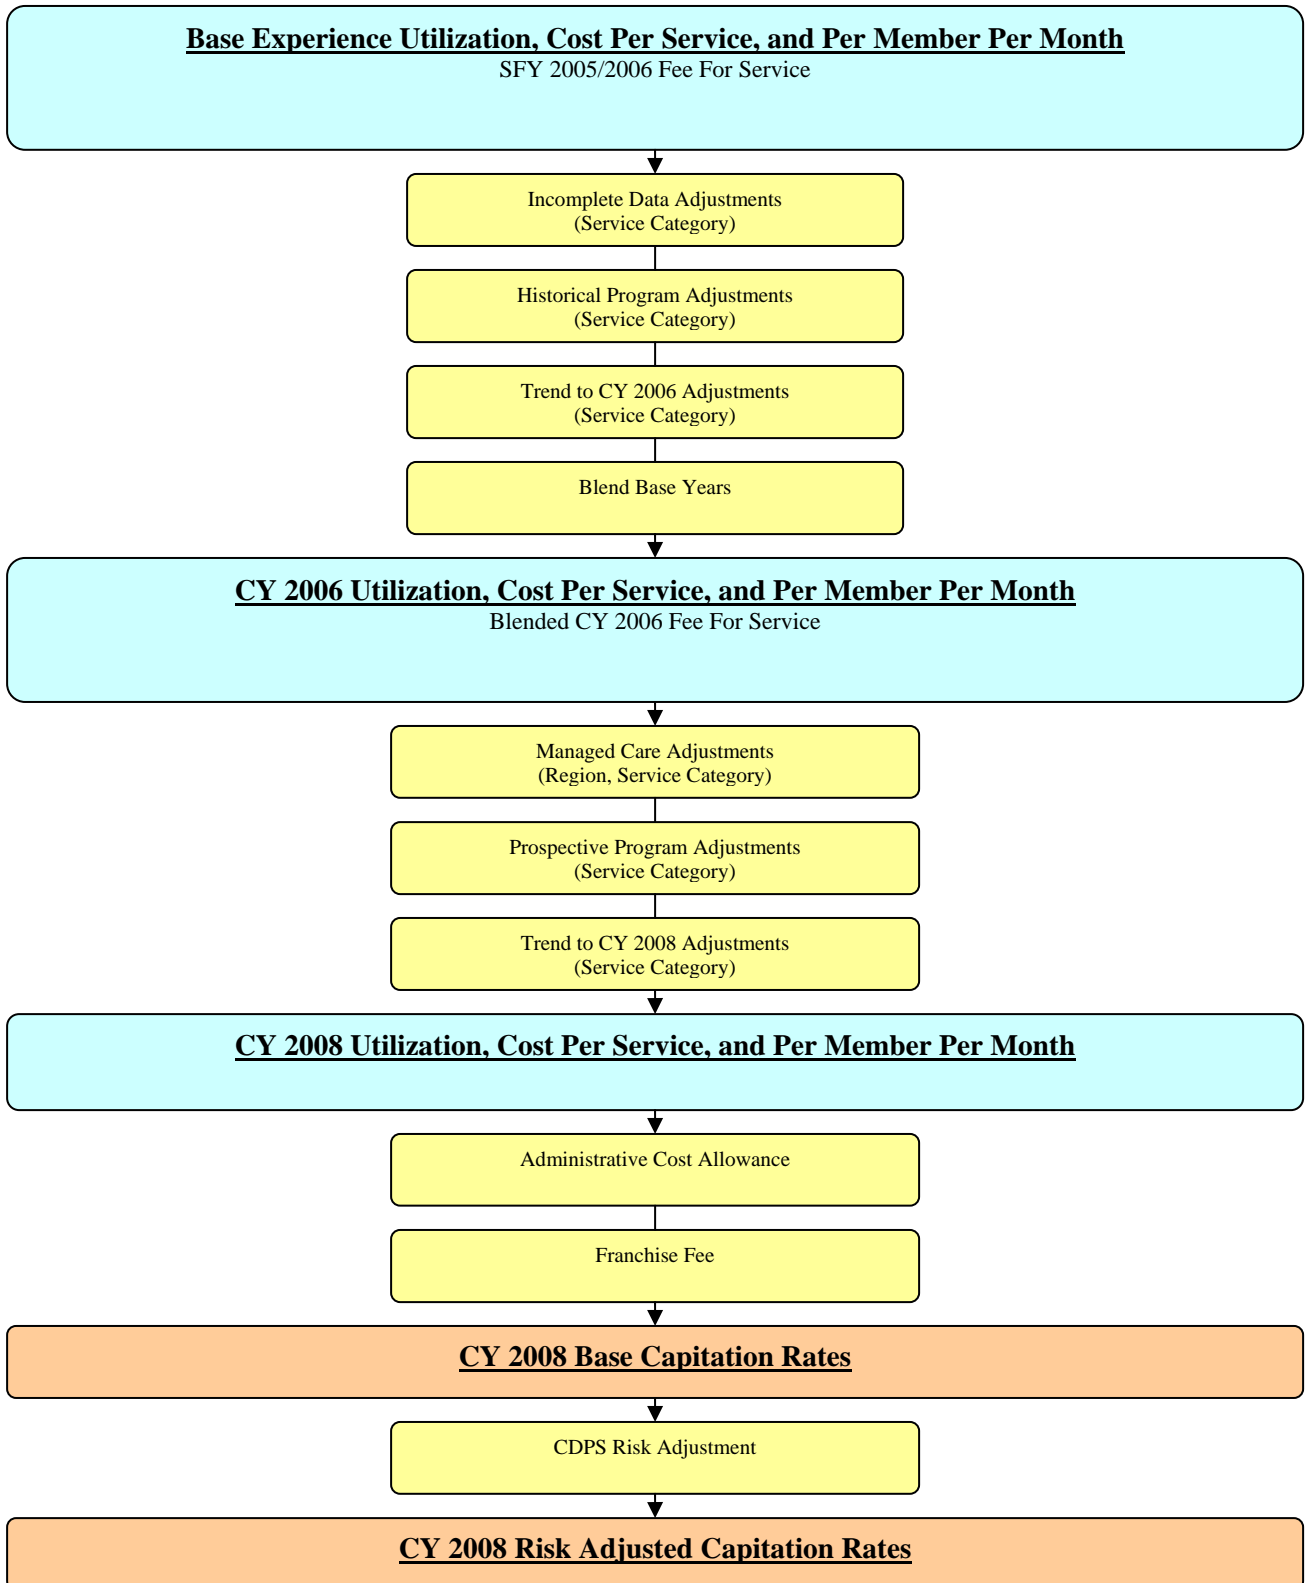 Base Experience Utilization, Cost Per Service, and Per Member Per Month
SFY 2005/2006 Fee For Service
Incomplete Data Adjustments
(Service Category)
Historical Program Adjustments
(Service Category)
Trend to CY 2006 Adjustments
(Service Category)
Blend Base Years
CY 2006 Utilization, Cost Per Service, and Per Member Per Month
Blended CY 2006 Fee For Service
Managed Care Adjustments
(Region, Service Category)
Prospective Program Adjustments
(Service Category)
Trend to CY 2008 Adjustments
(Service Category)
CY 2008 Utilization, Cost Per Service, and Per Member Per Month
Administrative Cost Allowance
Franchise Fee
CY 2008 Base Capitation Rates
CDPS Risk Adjustment
CY 2008 Risk Adjusted Capitation Rates